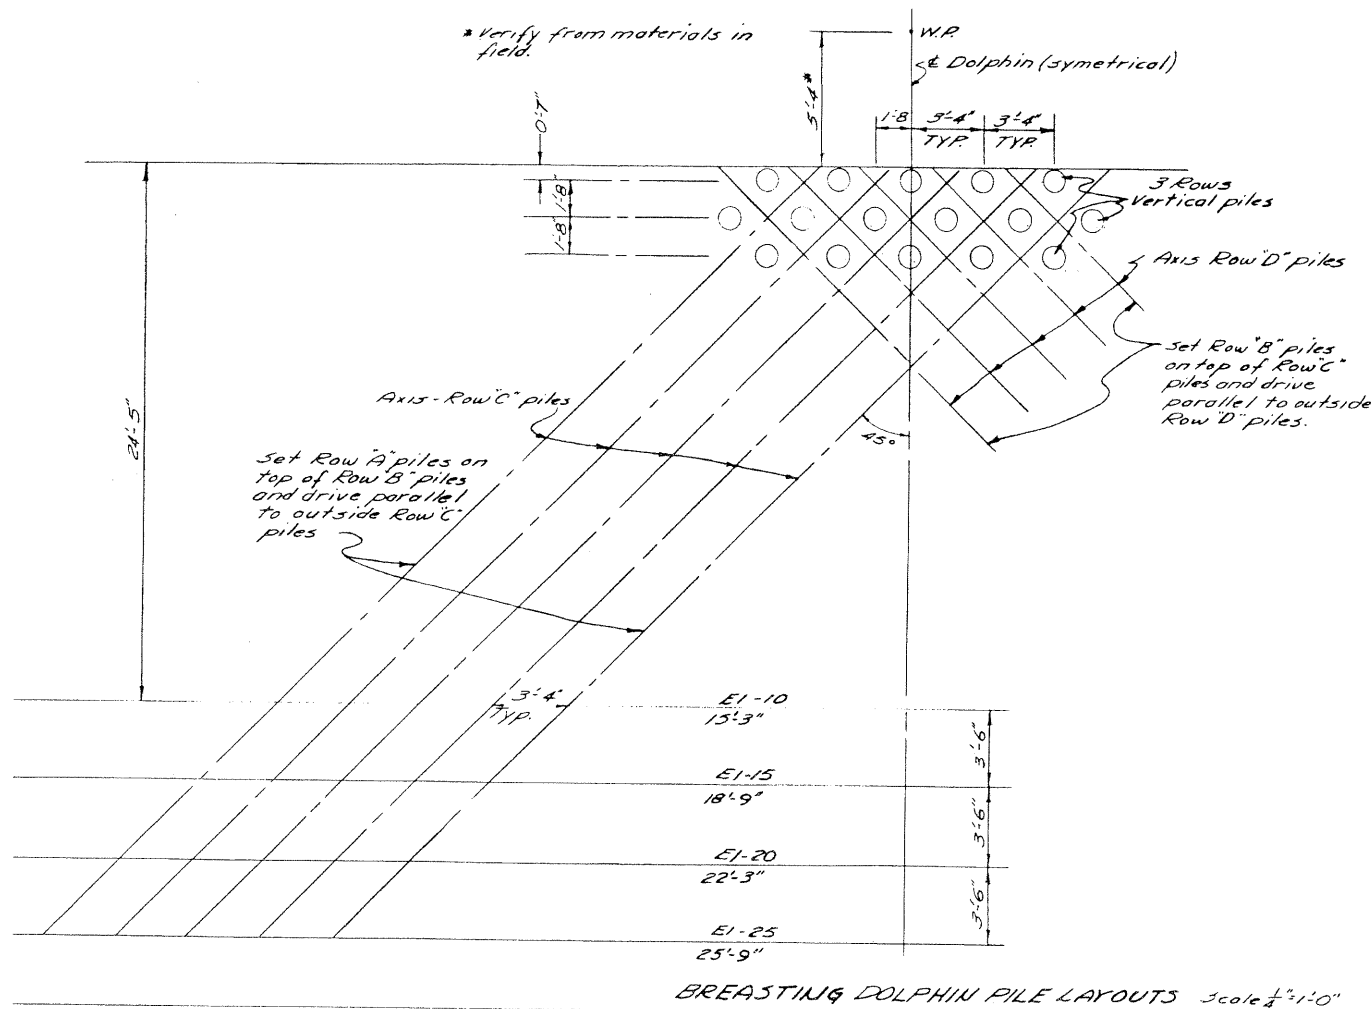 * Verify from materials in
field.
W.P.
℄ Dolphin (symetrical)
5'-4"*
0'-7"
1'-8 3'-4" 3'-4"
TYP. TYP.
1'-8"
1'-8"
3 Rows
Vertical piles
Axis Row "D" piles
Set Row "B" piles
on top of Row "C"
piles and drive
parallel to outside
Row "D" piles.
24'-5"
Axis - Row "C" piles
45°
Set Row "A" piles on
top of Row "B" piles
and drive parallel
to outside Row "C"
piles
3'-4"
Typ.
El -10
15'-3"
3'-6"
El -15
18'-9"
3'-6"
El -20
22'-3"
3'-6"
El -25
25'-9"
BREASTING DOLPHIN PILE LAYOUTS Scale ¼"=1'-0"